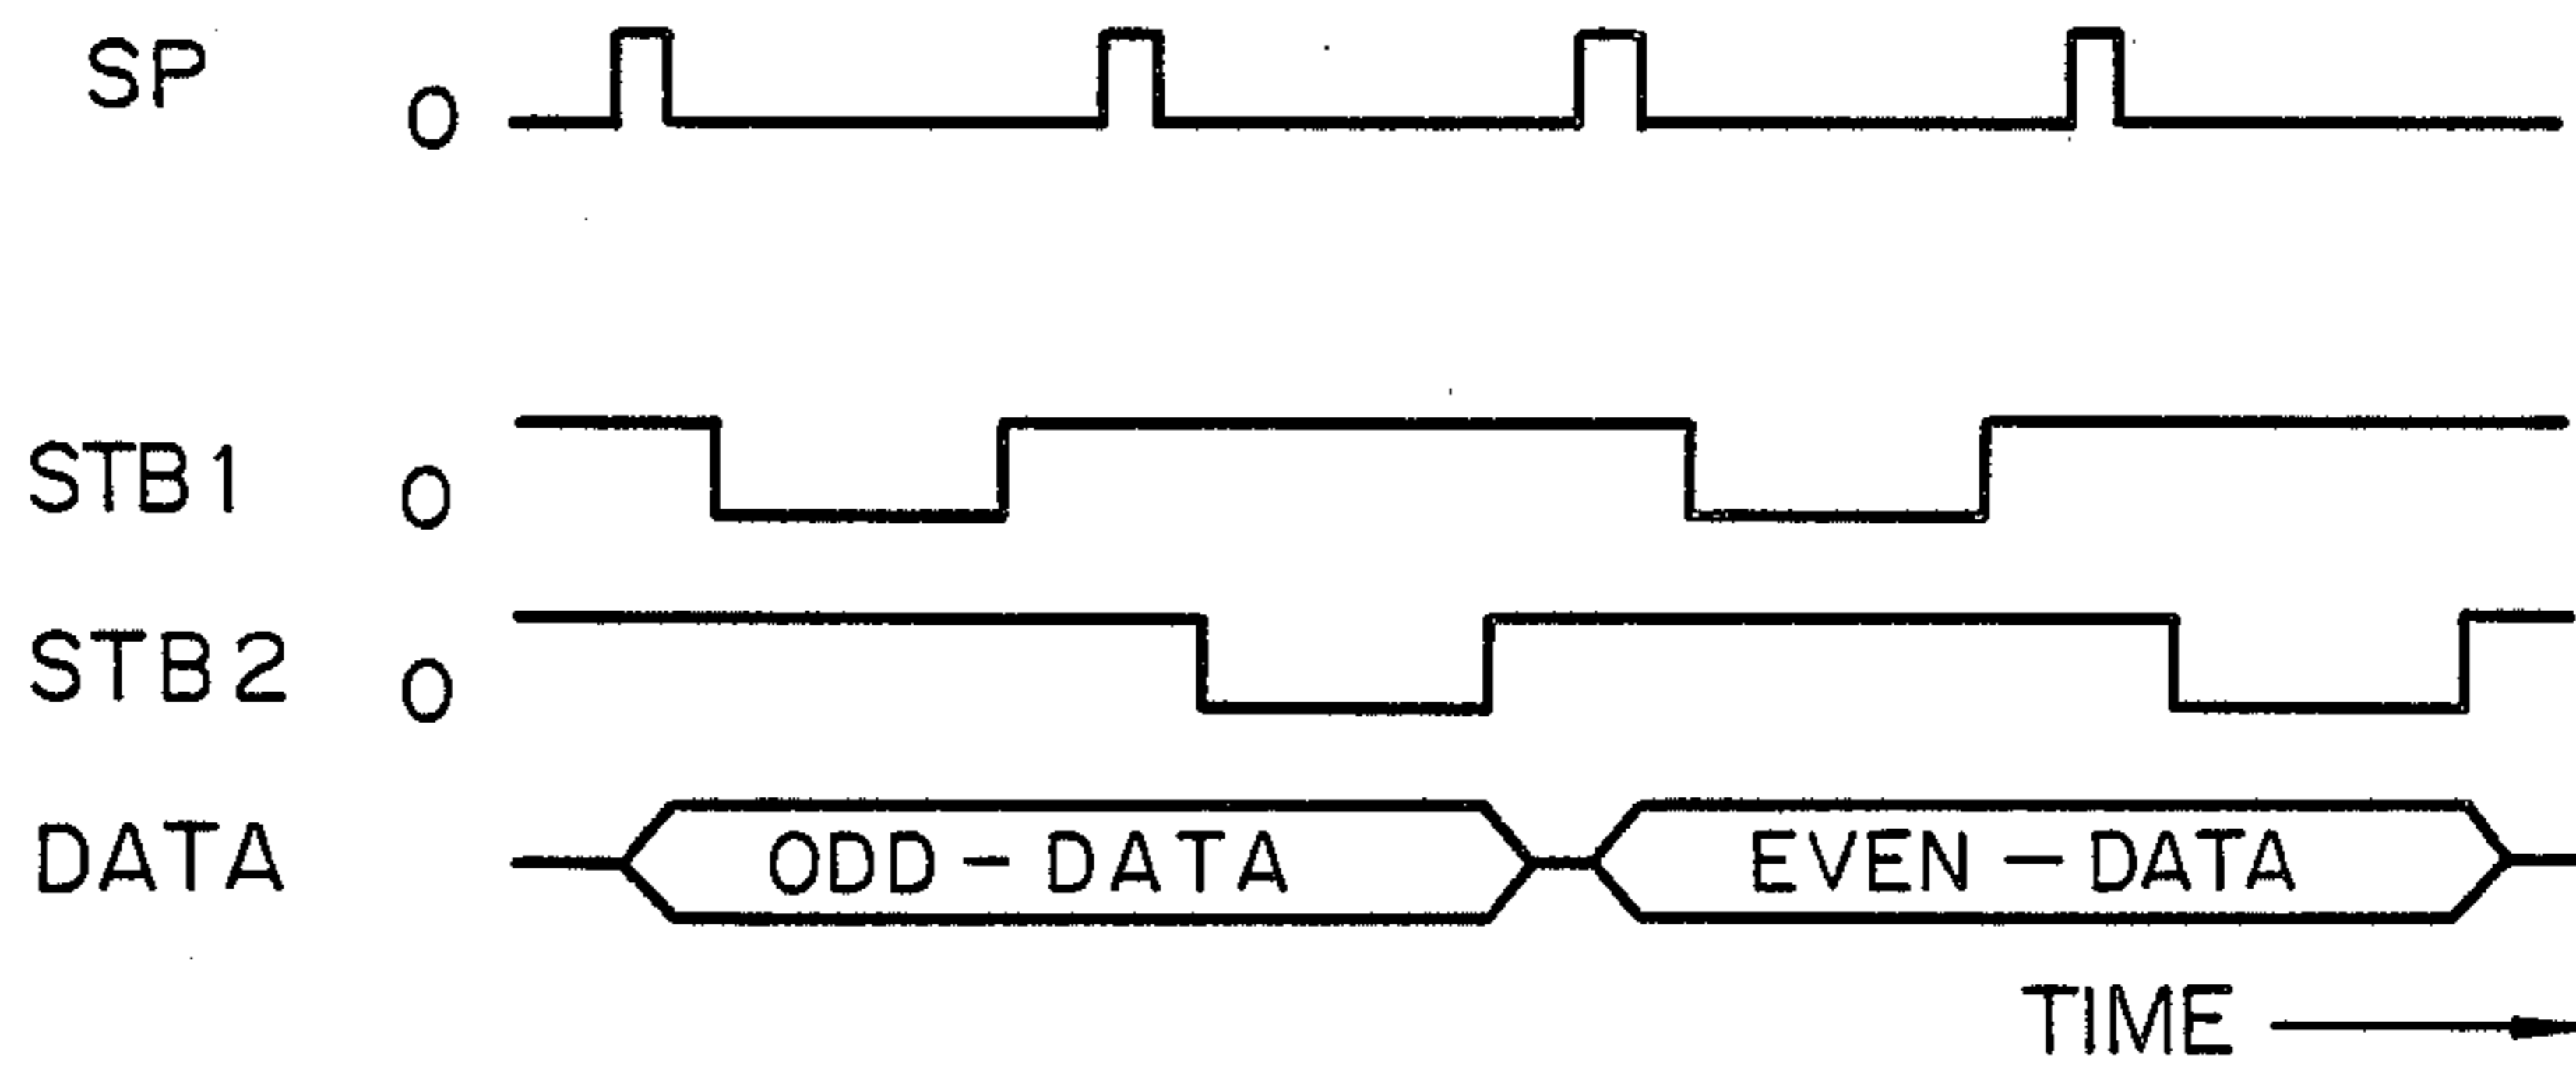 SP 0
STB1 0
STB2 0
DATA ODD-DATA EVEN-DATA
TIME